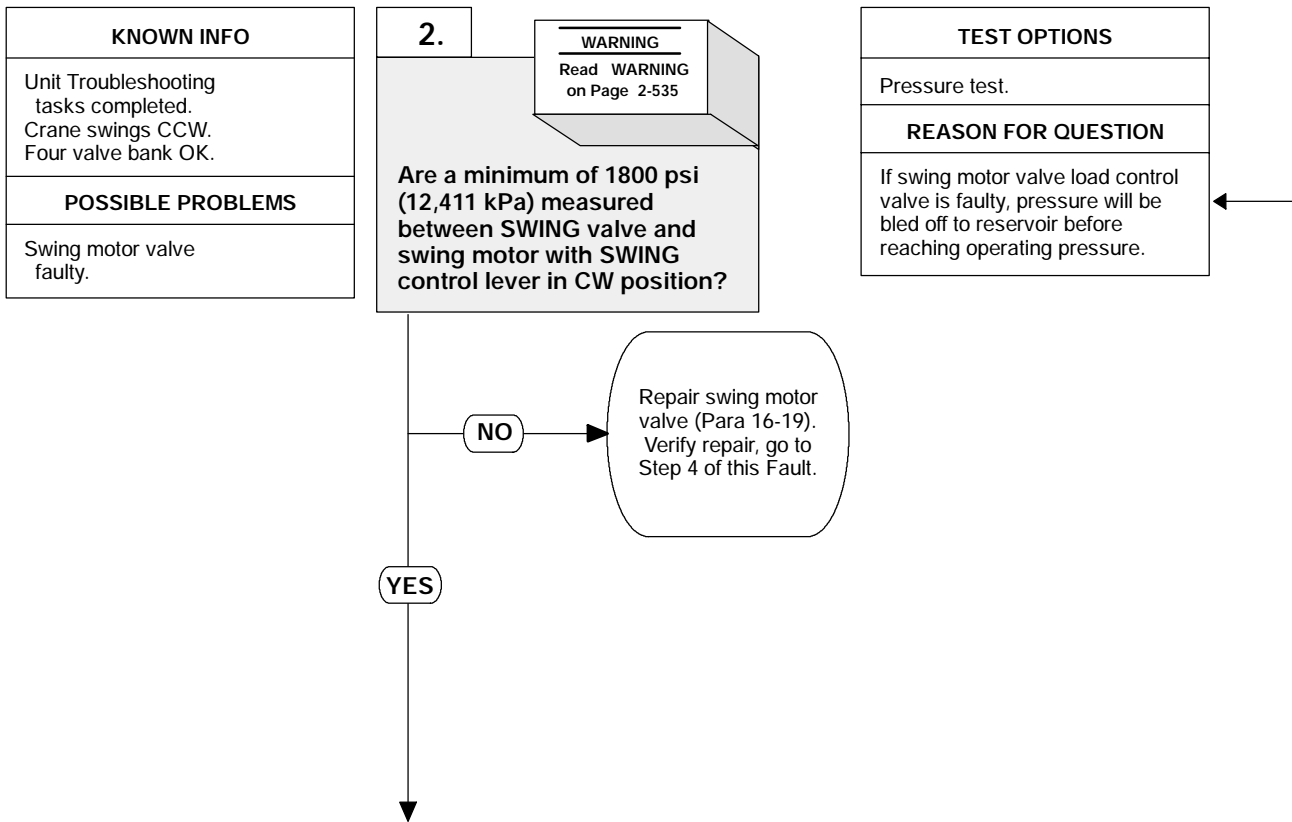 KNOWN INFO
Unit Troubleshooting
tasks completed.
Crane swings CCW.
Four valve bank OK.
POSSIBLE PROBLEMS
Swing motor valve
faulty.
2.
WARNING
Read WARNING
on Page 2-535
Are a minimum of 1800 psi
(12,411 kPa) measured
between SWING valve and
swing motor with SWING
control lever in CW position?
TEST OPTIONS
Pressure test.
REASON FOR QUESTION
If swing motor valve load control
valve is faulty, pressure will be
bled off to reservoir before
reaching operating pressure.
NO
Repair swing motor
valve (Para 16-19).
Verify repair, go to
Step 4 of this Fault.
YES